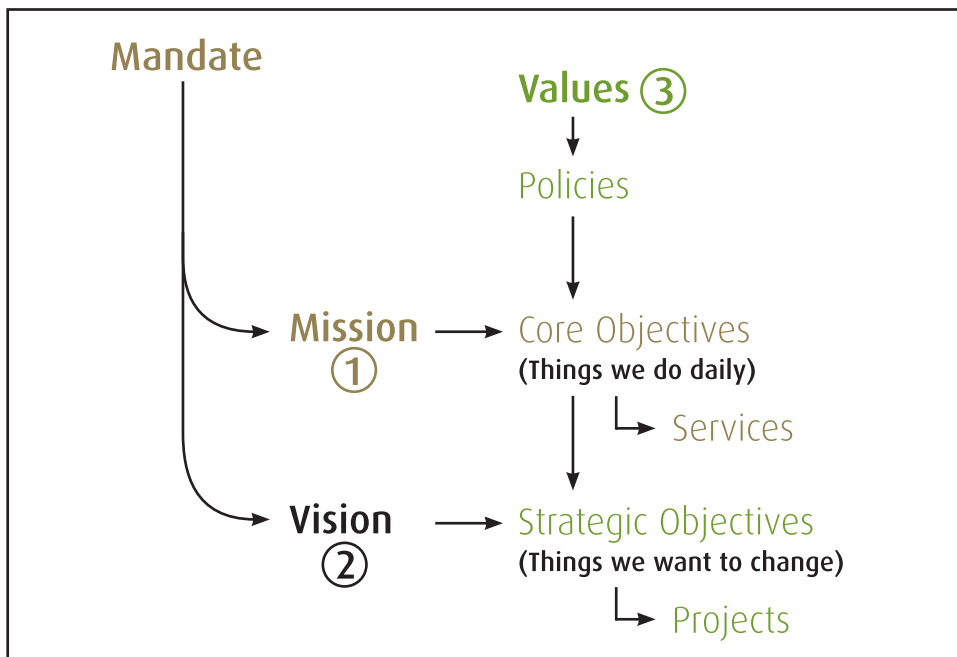 Mandate
Values ③
Policies
Mission
①
Core Objectives
(Things we do daily)
Services
Vision
②
Strategic Objectives
(Things we want to change)
Projects